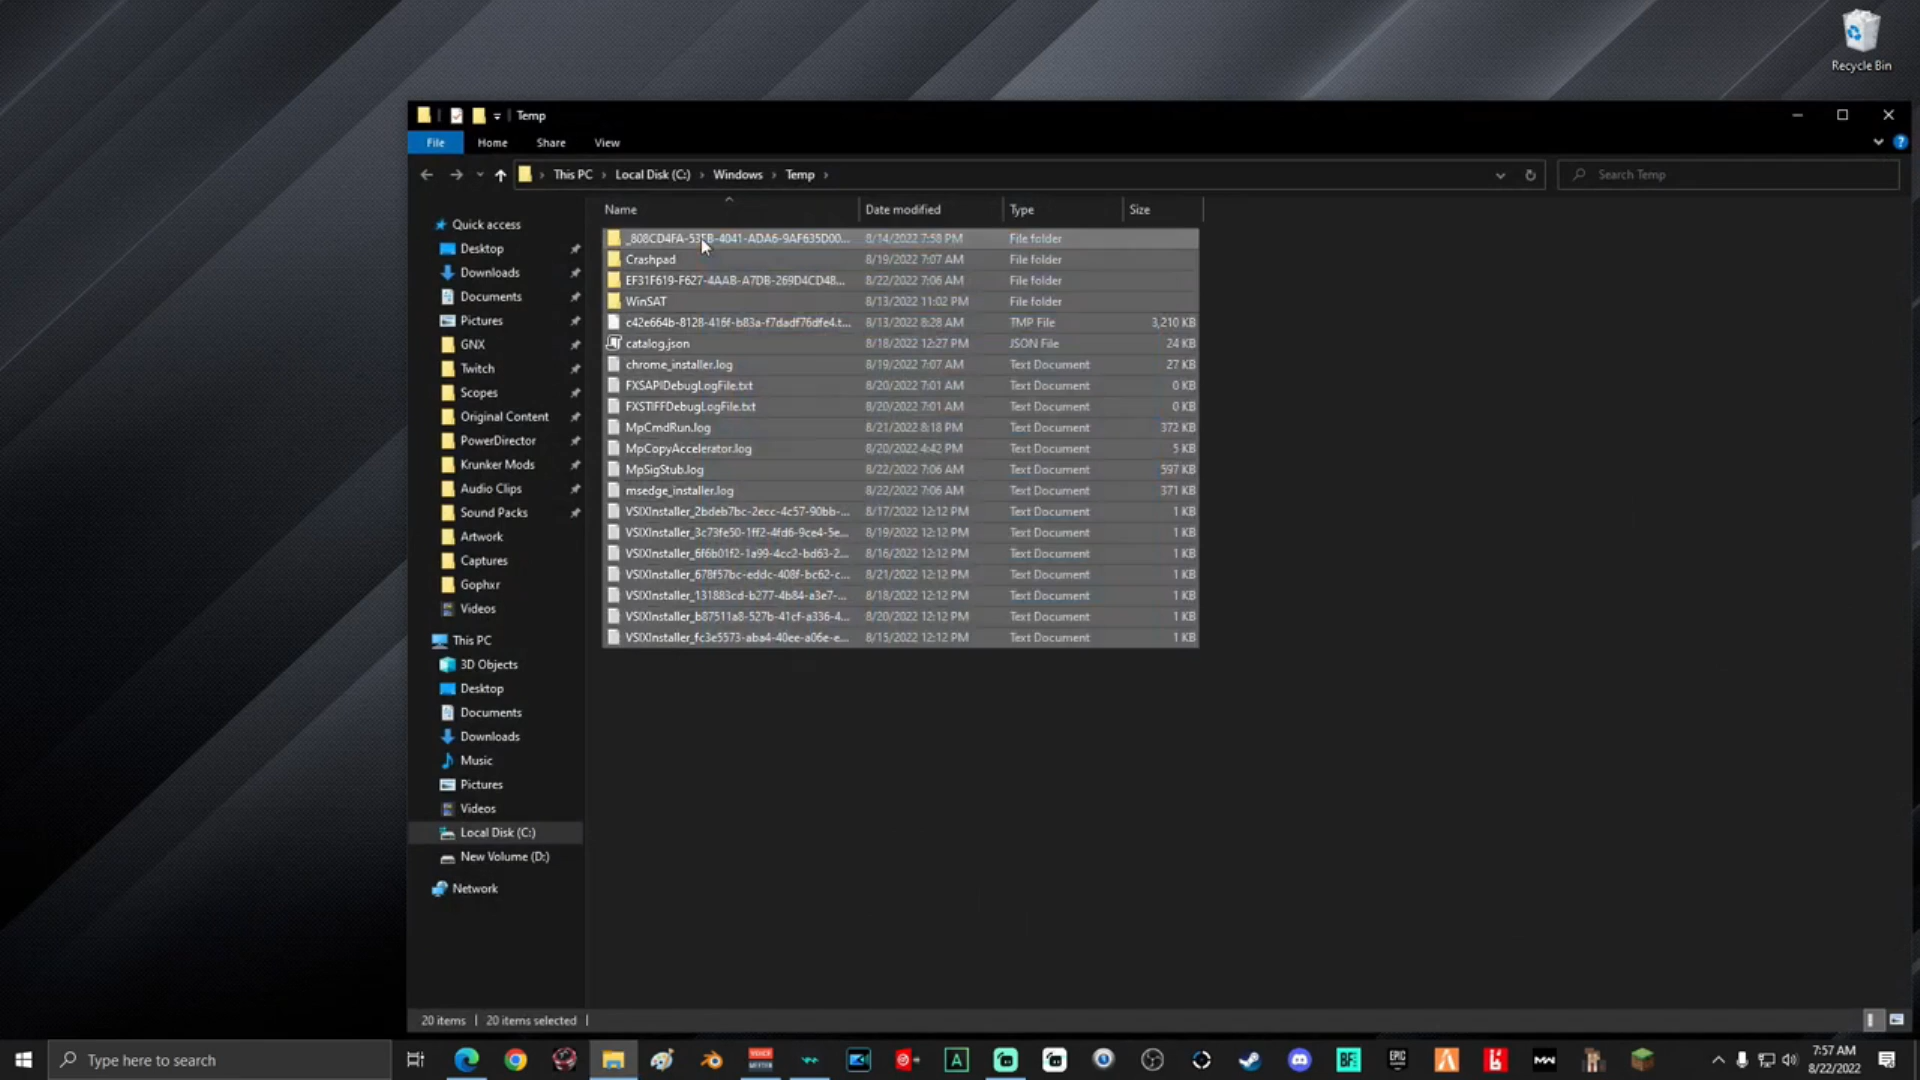 Recycle Bin
Temp
File Home Share View
This PC Local Disk (C:) Windows Temp
Search Temp
Name Date modified Type Size
Quick access
Desktop
Downloads
Documents
Pictures
GNX
Twitch
Scopes
Original Content
PowerDirector
Krunker Mods
Audio Clips
Sound Packs
Artwork
Captures
Gophxr
Videos
This PC
3D Objects
Desktop
Documents
Downloads
Music
Pictures
Videos
Local Disk (C:)
New Volume (D:)
Network
_808CD4FA-535B-4041-ADA6-9AF635D00... 8/14/2022 7:58 PM File folder
Crashpad 8/19/2022 7:07 AM File folder
EF31F619-F627-4AAB-A7DB-269D4CD48... 8/22/2022 7:06 AM File folder
WinSAT 8/13/2022 11:02 PM File folder
c42e664b-8128-416f-b83a-f7dadf76dfe4.t... 8/13/2022 8:28 AM TMP File 3,210 KB
catalog.json 8/18/2022 12:27 PM JSON File 24 KB
chrome_installer.log 8/19/2022 7:07 AM Text Document 27 KB
FXSAPIDebugLogFile.txt 8/20/2022 7:01 AM Text Document 0 KB
FXSTIFFDebugLogFile.txt 8/20/2022 7:01 AM Text Document 0 KB
MpCmdRun.log 8/21/2022 8:18 PM Text Document 372 KB
MpCopyAccelerator.log 8/20/2022 4:42 PM Text Document 5 KB
MpSigStub.log 8/22/2022 7:06 AM Text Document 597 KB
msedge_installer.log 8/22/2022 7:06 AM Text Document 371 KB
VSIXInstaller_2bdeb7bc-2ecc-4c57-90bb-... 8/17/2022 12:12 PM Text Document 1 KB
VSIXInstaller_3c73fe50-1ff2-4fd6-9ce4-5e... 8/19/2022 12:12 PM Text Document 1 KB
VSIXInstaller_6f6b01f2-1a99-4cc2-bd63-2... 8/16/2022 12:12 PM Text Document 1 KB
VSIXInstaller_678f57bc-eddc-408f-bc62-c... 8/21/2022 12:12 PM Text Document 1 KB
VSIXInstaller_131883cd-b277-4b84-a3e7-... 8/18/2022 12:12 PM Text Document 1 KB
VSIXInstaller_b87511a8-527b-41cf-a336-4... 8/20/2022 12:12 PM Text Document 1 KB
VSIXInstaller_fc3e5573-aba4-40ee-a06e-e... 8/15/2022 12:12 PM Text Document 1 KB
20 items 20 items selected
Type here to search
7:57 AM
8/22/2022